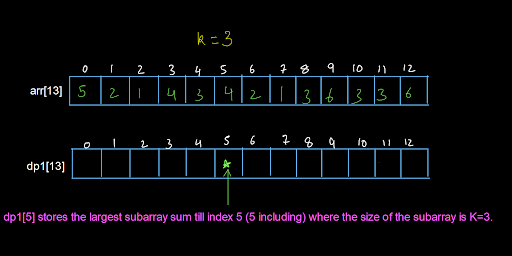 k = 3
0 1 2 3 4 5 6 7 8 9 10 11 12
arr[13] 5 2 1 4 3 4 2 1 3 6 3 3 6
0 1 2 3 4 5 6 7 8 9 10 11 12
dp1[13] *
dp1[5] stores the largest subarray sum till index 5 (5 including) where the size of the subarray is K=3.